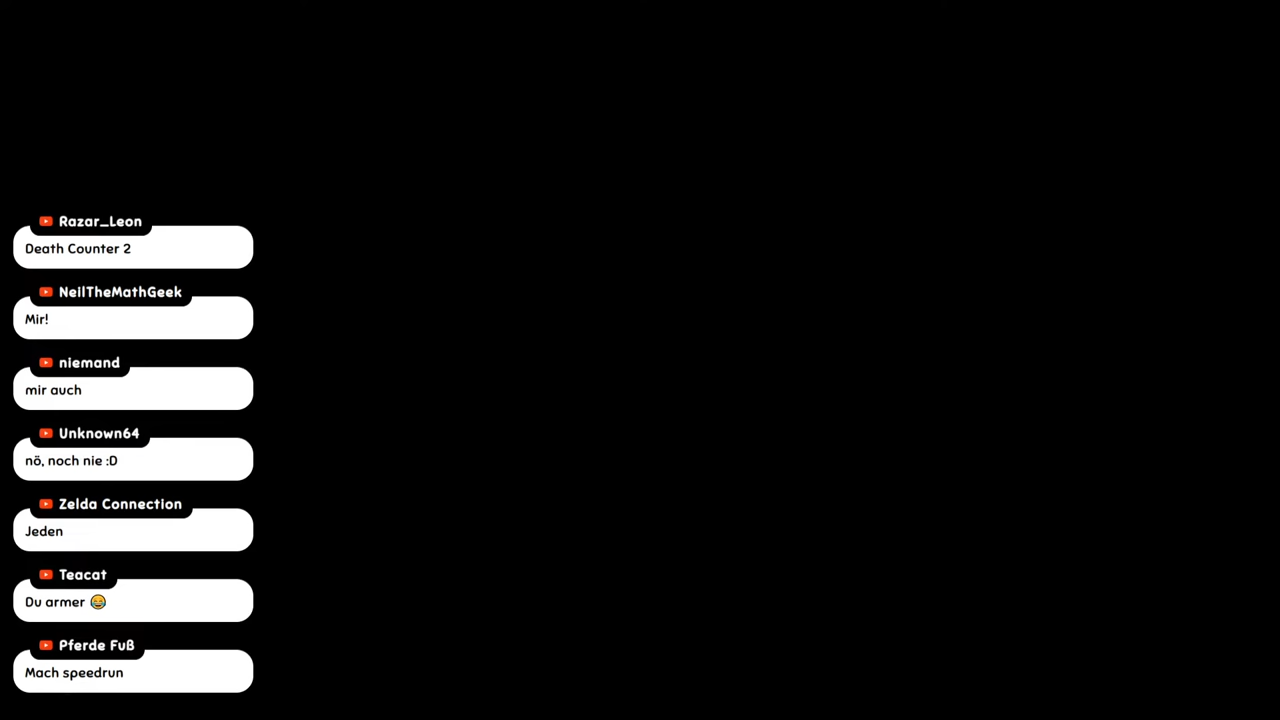 Razar_Leon
Death Counter 2
NeilTheMathGeek
Mir!
niemand
mir auch
Unknown64
nö, noch nie :D
Zelda Connection
Jeden
Teacat
Du armer 😂
Pferde Fuß
Mach speedrun